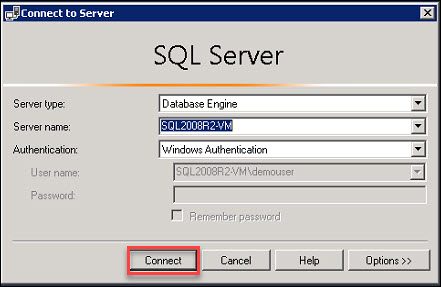 Connect to Server
SQL Server
Server type: Database Engine
Server name: SQL2008R2-VM
Authentication: Windows Authentication
User name: SQL2008R2-VM\demouser
Password:
Remember password
Connect Cancel Help Options >>